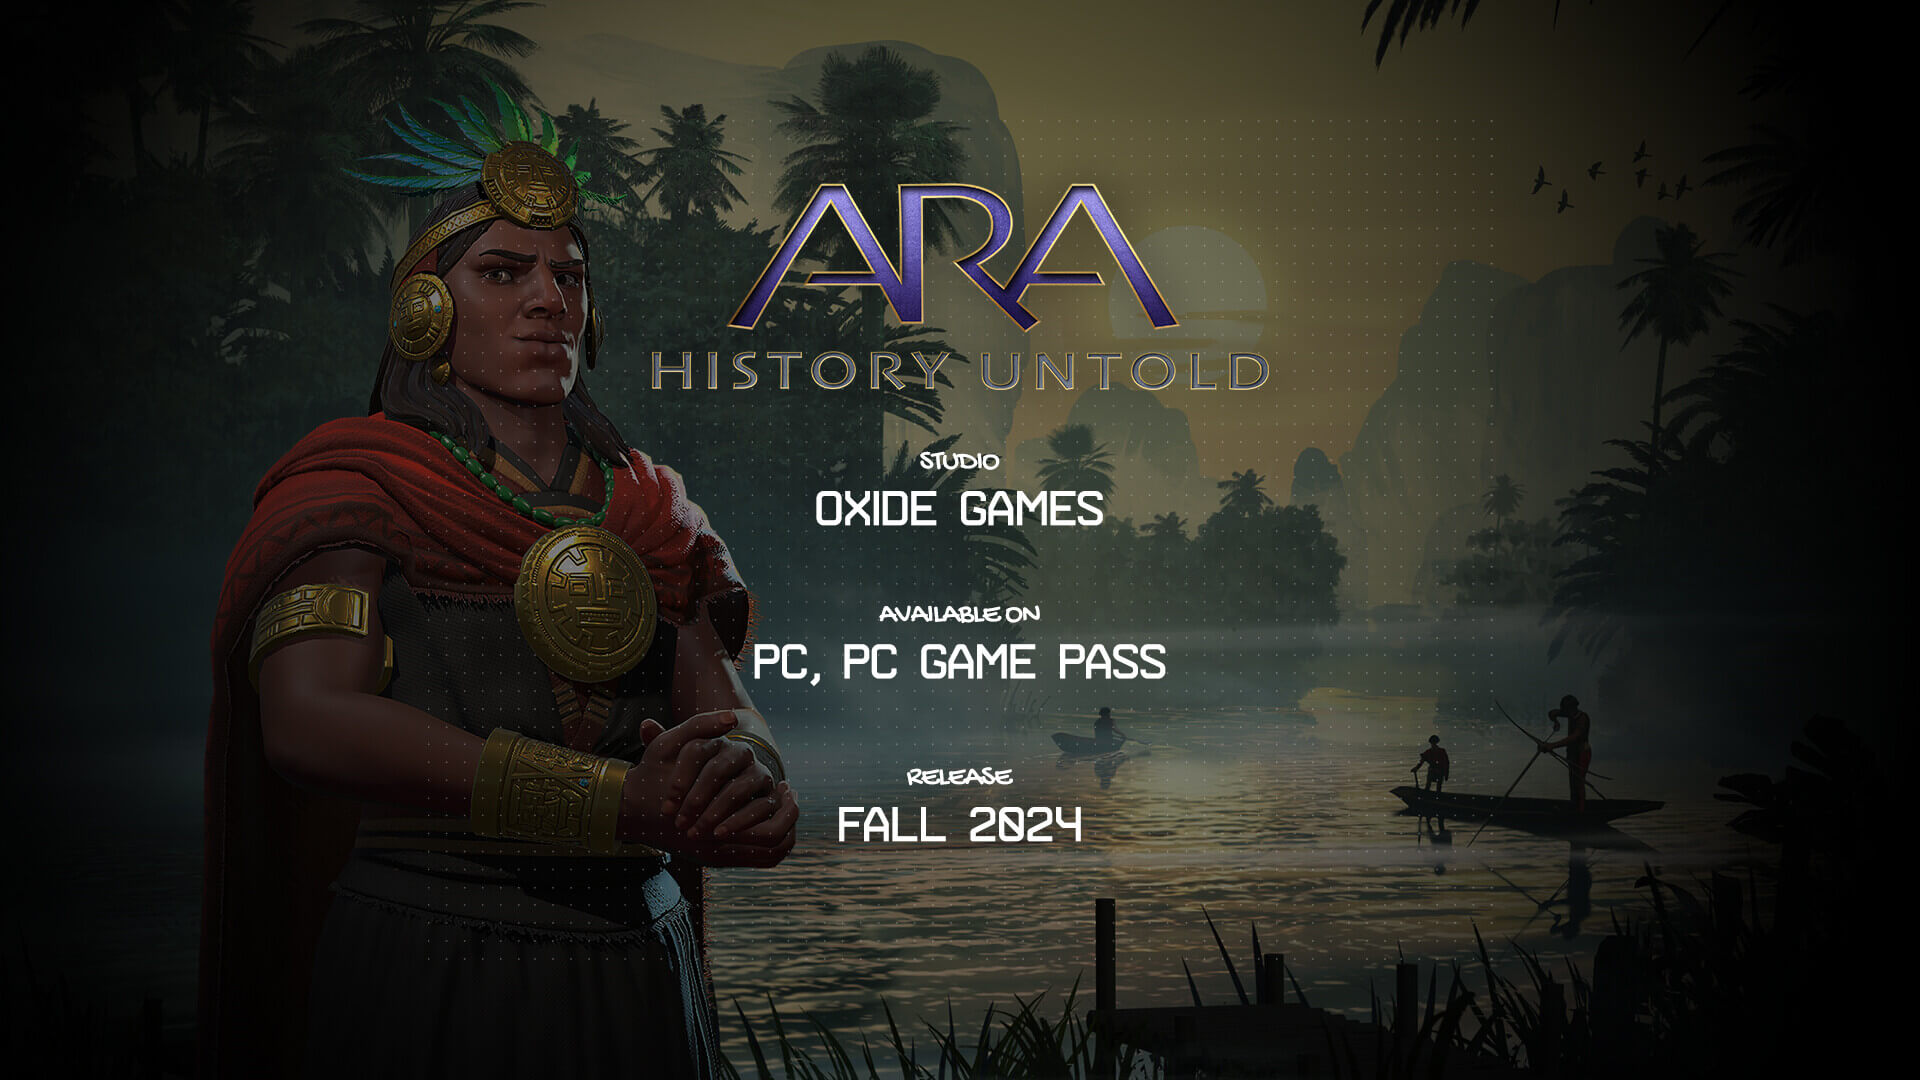 ARA
HISTORY UNTOLD
STUDIO
OXIDE GAMES
AVAILABLE ON
PC, PC GAME PASS
RELEASE
FALL 2024